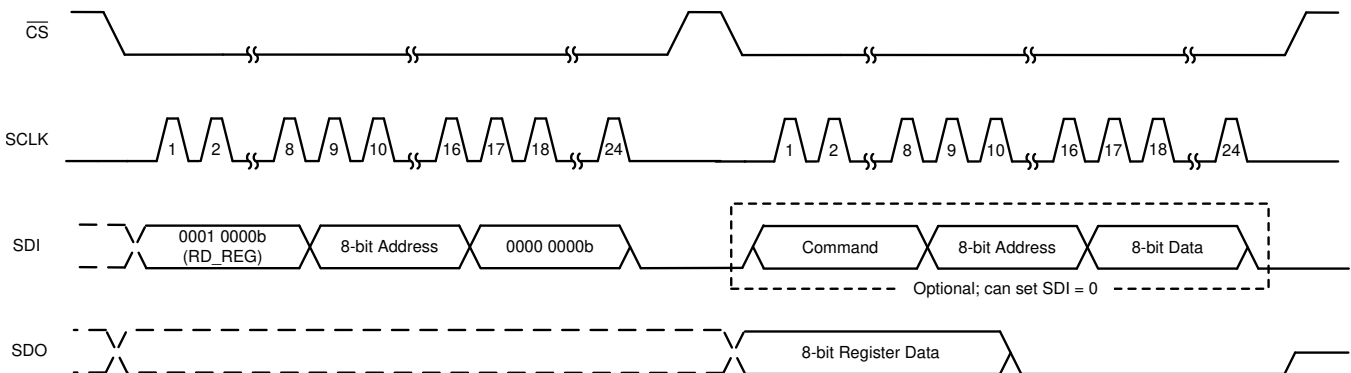 CS
SCLK
1 2 8 9 10 16 17 18 24 1 2 8 9 10 16 17 18 24
SDI
0001 0000b
(RD_REG)
8-bit Address
0000 0000b
Command
8-bit Address
8-bit Data
Optional; can set SDI = 0
SDO
8-bit Register Data